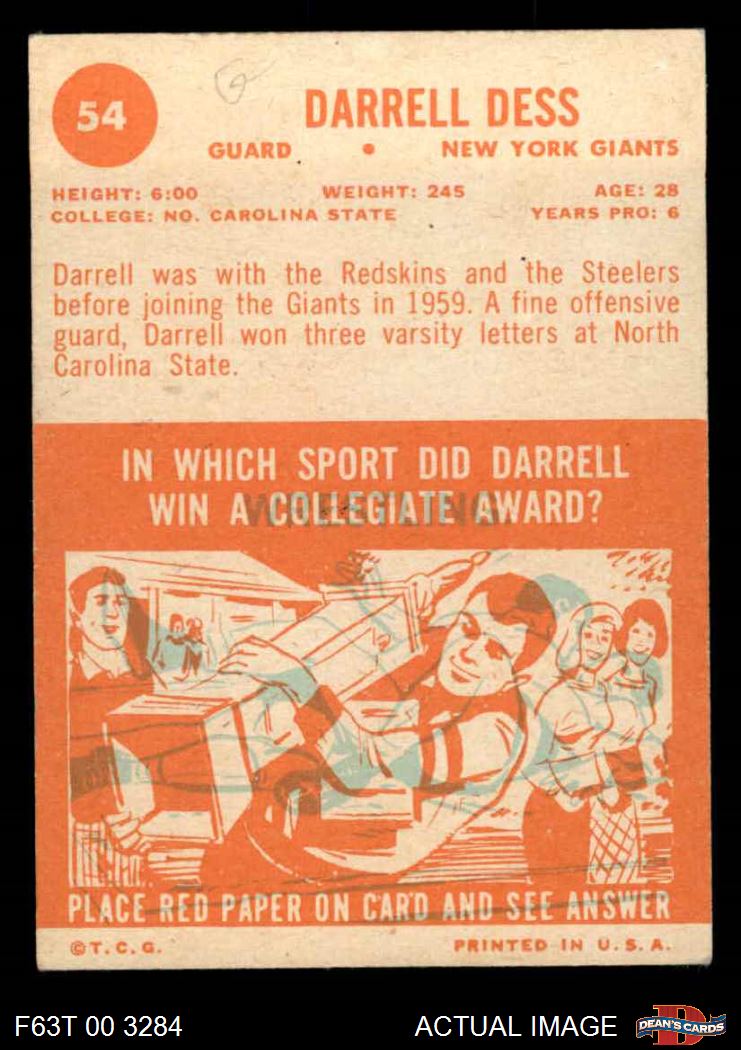 54
DARRELL DESS
GUARD • NEW YORK GIANTS
HEIGHT: 6:00 WEIGHT: 245 AGE: 28
COLLEGE: NO. CAROLINA STATE YEARS PRO: 6
Darrell was with the Redskins and the Steelers
before joining the Giants in 1959. A fine offensive
guard, Darrell won three varsity letters at North
Carolina State.
IN WHICH SPORT DID DARRELL
WIN A COLLEGIATE AWARD?
WRESTLING.
PLACE RED PAPER ON CARD AND SEE ANSWER
©T.C.G. PRINTED IN U.S.A.
F63T 00 3284 ACTUAL IMAGE DEAN'S CARDS